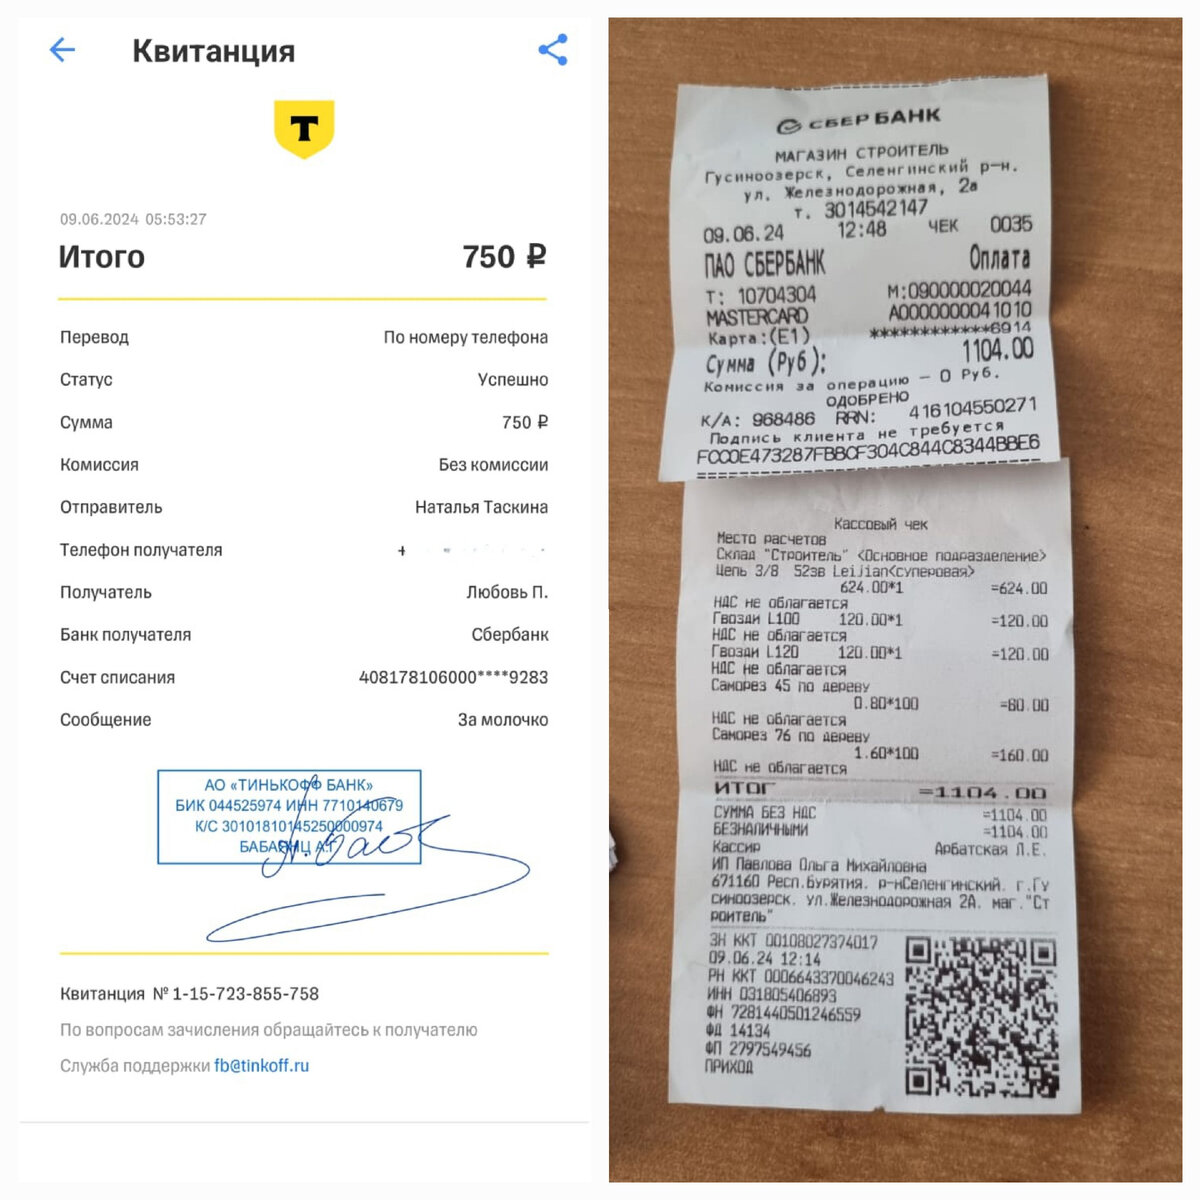 Квитанция
Т
09.06.2024 05:53:27
Итого 750 ₽
Перевод По номеру телефона
Статус Успешно
Сумма 750 ₽
Комиссия Без комиссии
Отправитель Наталья Таскина
Телефон получателя +
Получатель Любовь П.
Банк получателя Сбербанк
Счет списания 408178106000****9283
Сообщение За молочко
АО «ТИНЬКОФФ БАНК»
БИК 044525974 ИНН 7710140679
К/С 30101810145250000974
Квитанция № 1-15-723-855-758
По вопросам зачисления обращайтесь к получателю
Служба поддержки fb@tinkoff.ru
СБЕР БАНК
МАГАЗИН СТРОИТЕЛЬ
Гусиноозерск, Селенгинский р-н.
ул. Железнодорожная, 2а
т. 3014542147
09.06.24 12:48 ЧЕК 0035
ПАО СБЕРБАНК Оплата
Т: 10704304 М:090000020044
MASTERCARD A0000000041010
Карта:(E1) ************6914
Сумма (Руб): 1104.00
Комиссия за операцию – 0 Руб.
ОДОБРЕНО
К/А: 968486 RRN: 416104550271
Подпись клиента не требуется
FCC0E473287FBBCF304C844C8344BBE6
Кассовый чек
Место расчетов
Склад "Строитель" <Основное подразделение>
Цепь 3/8 52зв Leijian<суперовая>
624.00*1 =624.00
НДС не облагается
Гвозди L100 120.00*1 =120.00
НДС не облагается
Гвозди L120 120.00*1 =120.00
НДС не облагается
Саморез 45 по дереву
0.80*100 =80.00
НДС не облагается
Саморез 76 по дереву
1.60*100 =160.00
НДС не облагается
ИТОГ =1104.00
СУММА БЕЗ НДС =1104.00
БЕЗНАЛИЧНЫМИ =1104.00
Кассир Арбатская Л.Е.
ИП Павлова Ольга Михайловна
671160 Респ.Бурятия. р-нСеленгинский. г.Гу
синоозерск. ул.Железнодорожная 2А. маг."Ст
роитель"
ЗН ККТ 00108027374017
09.06.24 12:14
РН ККТ 0006643370046243
ИНН 031805406893
ФН 7281440501246559
ФД 14134
ФП 2797549456
ПРИХОД